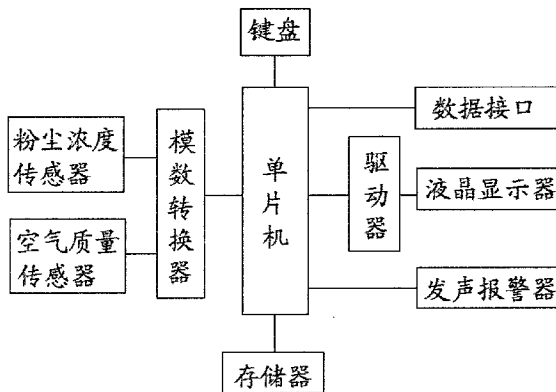 键盘
粉尘浓度
传感器
空气质量
传感器
模数转换器
单片机
驱动器
数据接口
液晶显示器
发声报警器
存储器